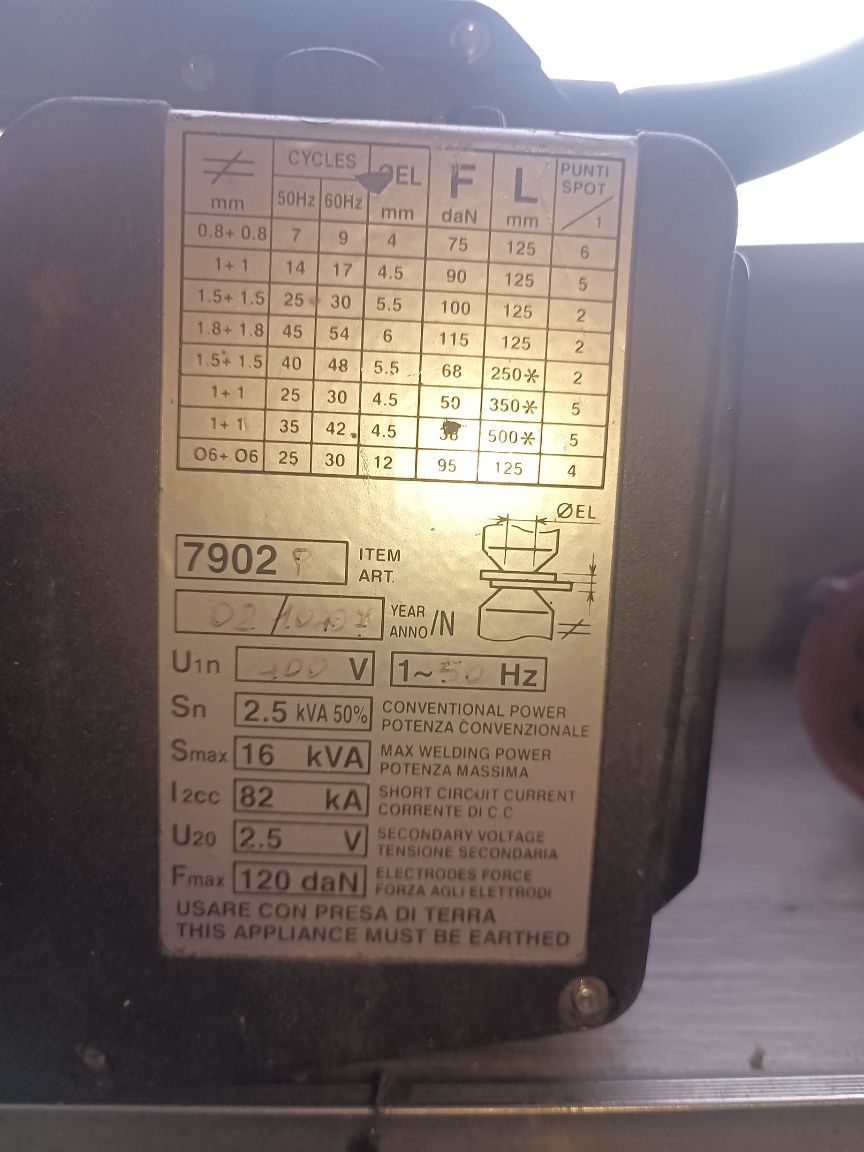 ≠ CYCLES ØEL F L PUNTI SPOT / 1
mm 50Hz 60Hz mm daN mm
0.8+ 0.8 7 9 4 75 125 6
1+ 1 14 17 4.5 90 125 5
1.5+ 1.5 25 30 5.5 100 125 2
1.8+ 1.8 45 54 6 115 125 2
1.5+ 1.5 40 48 5.5 68 250* 2
1+ 1 25 30 4.5 50 350* 5
1+ 1 35 42 4.5 500* 5
Ø6+ Ø6 25 30 12 95 125 4
ØEL
≠
7902 ITEM
ART.
YEAR
ANNO/N
U1n 400 V 1~ 50 Hz
Sn 2.5 kVA 50% CONVENTIONAL POWER
POTENZA CONVENZIONALE
Smax 16 kVA MAX WELDING POWER
POTENZA MASSIMA
I2cc 82 kA SHORT CIRCUIT CURRENT
CORRENTE DI C.C
U20 2.5 V SECONDARY VOLTAGE
TENSIONE SECONDARIA
Fmax 120 daN ELECTRODES FORCE
FORZA AGLI ELETTRODI
USARE CON PRESA DI TERRA
THIS APPLIANCE MUST BE EARTHED